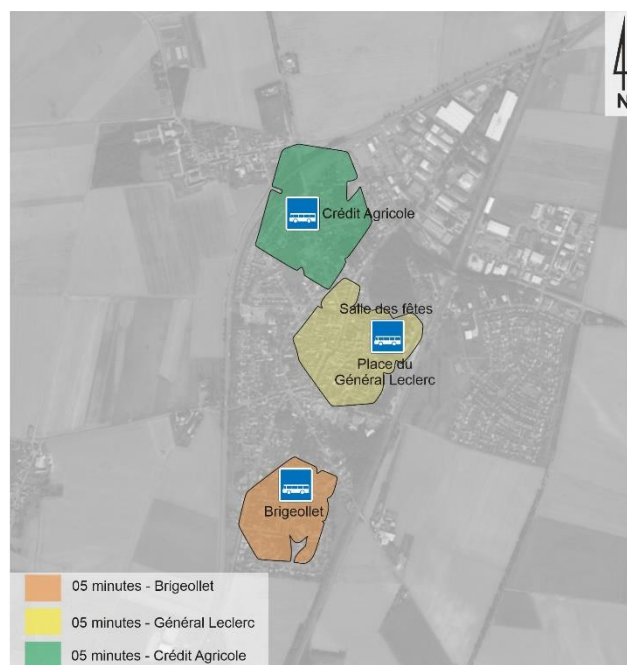 N
Crédit Agricole
Salle des fêtes
Place du
Général Leclerc
Brigeollet
05 minutes - Brigeollet
05 minutes - Général Leclerc
05 minutes - Crédit Agricole